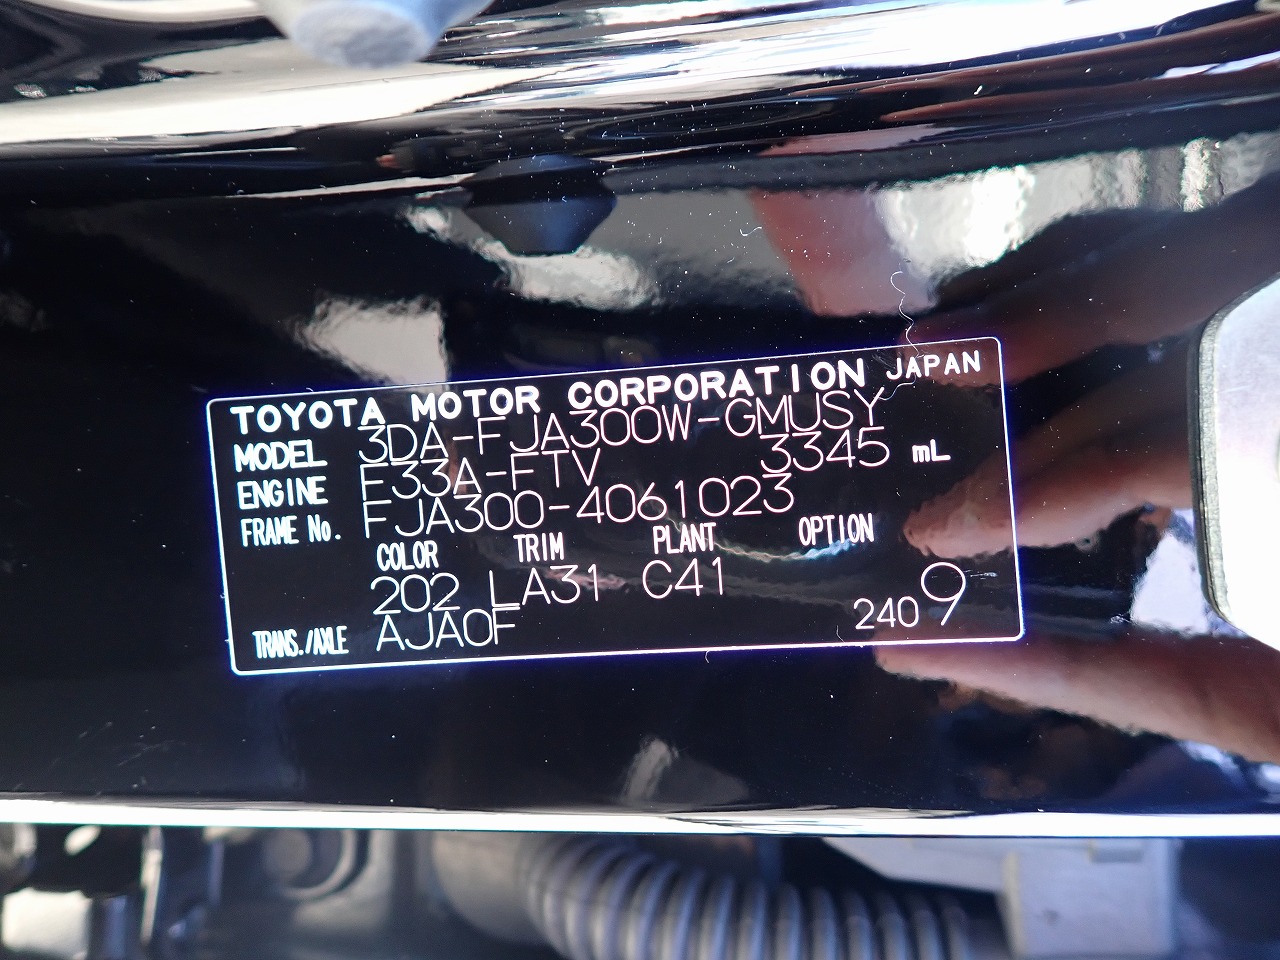 TOYOTA MOTOR CORPORATION JAPAN
MODEL 3DA-FJA300W-GMUSY
ENGINE F33A-FTV 3345 mL
FRAME No. FJA300-4061023
COLOR TRIM PLANT OPTION
202 LA31 C41
TRANS./AXLE AJA0F 2409